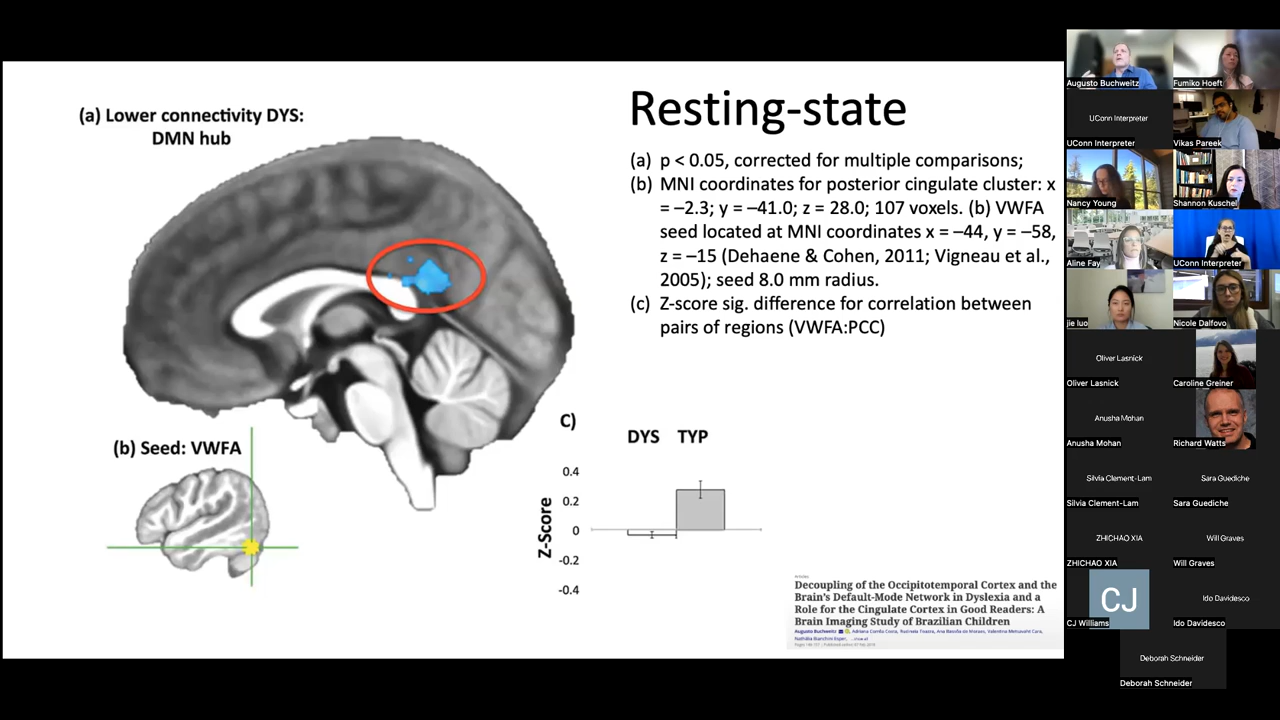 (a) Lower connectivity DYS:
DMN hub
Resting-state
(a) p < 0.05, corrected for multiple comparisons;
(b) MNI coordinates for posterior cingulate cluster: x
= –2.3; y = –41.0; z = 28.0; 107 voxels. (b) VWFA
seed located at MNI coordinates x = –44, y = –58,
z = –15 (Dehaene & Cohen, 2011; Vigneau et al.,
2005); seed 8.0 mm radius.
(c) Z-score sig. difference for correlation between
pairs of regions (VWFA:PCC)
(b) Seed: VWFA
C)
DYS TYP
Z-Score
0.4
0.2
0
-0.2
-0.4
Articles
Decoupling of the Occipitotemporal Cortex and the
Brain's Default-Mode Network in Dyslexia and a
Role for the Cingulate Cortex in Good Readers: A
Brain Imaging Study of Brazilian Children
Augusto Buchweitz
Augusto Buchweitz
Fumiko Hoeft
UConn Interpreter
UConn Interpreter
Vikas Pareek
Nancy Young
Shannon Kuschel
Aline Fay
UConn Interpreter
jie luo
Nicole Dalfovo
Oliver Lasnick
Oliver Lasnick
Caroline Greiner
Anusha Mohan
Anusha Mohan
Richard Watts
Silvia Clement-Lam
Silvia Clement-Lam
Sara Guediche
Sara Guediche
ZHICHAO XIA
ZHICHAO XIA
Will Graves
Will Graves
CJ
CJ Williams
Ido Davidesco
Ido Davidesco
Deborah Schneider
Deborah Schneider